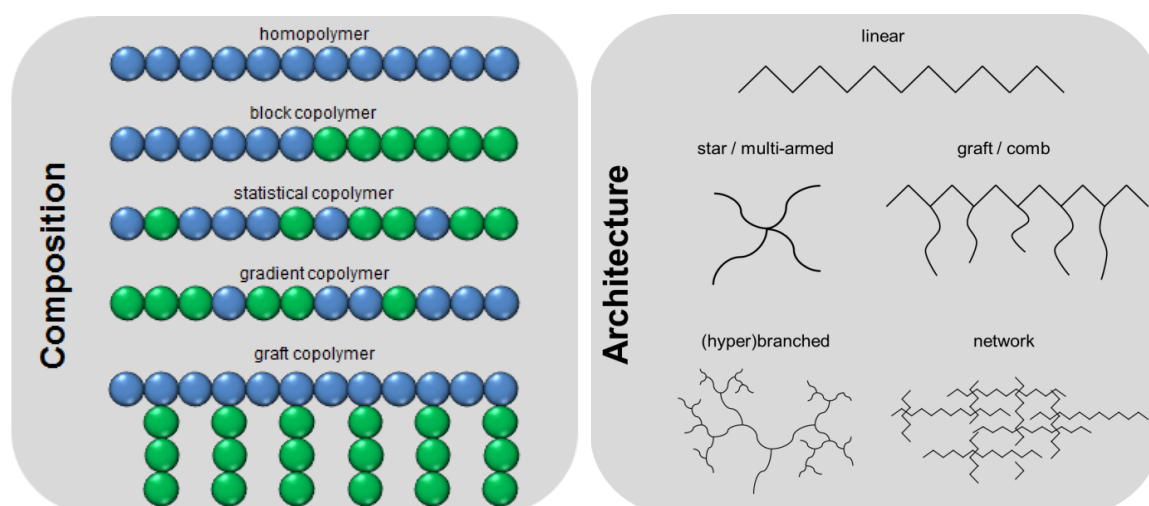 Composition
homopolymer
block copolymer
statistical copolymer
gradient copolymer
graft copolymer
Architecture
linear
star / multi-armed
graft / comb
(hyper)branched
network